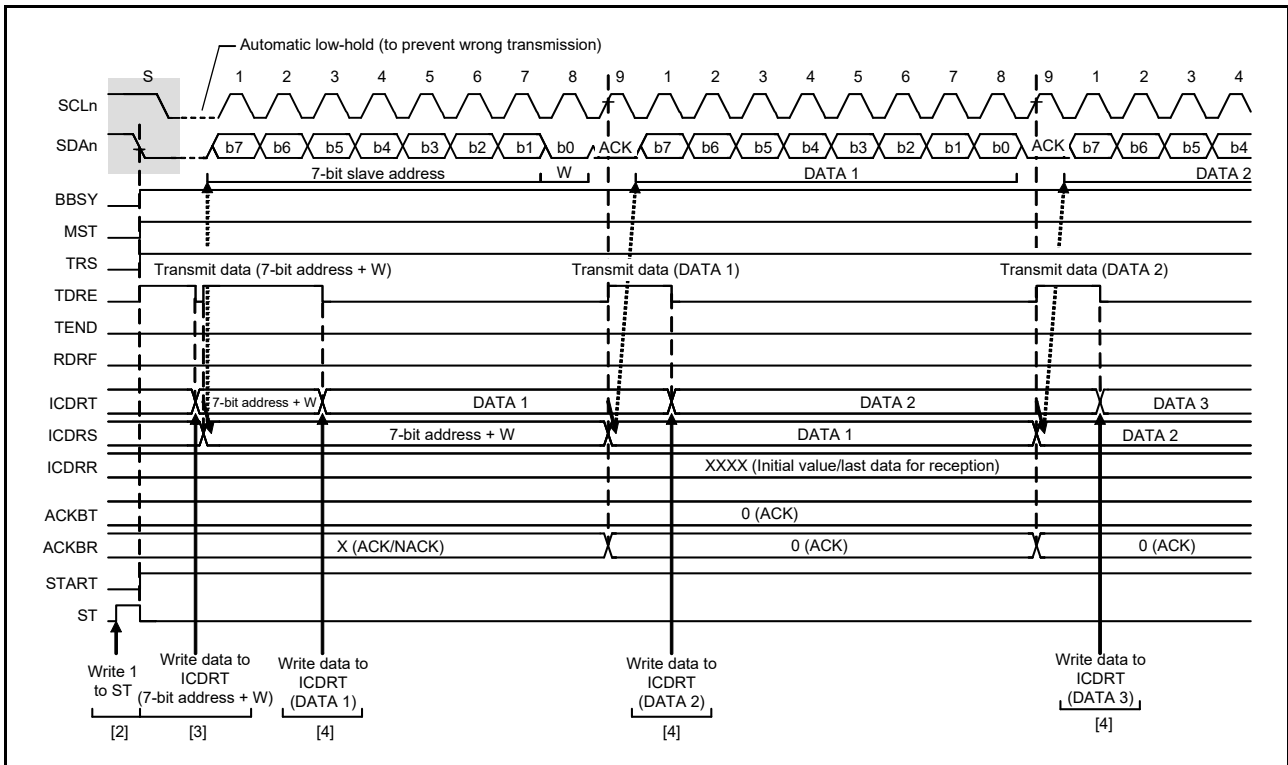 Automatic low-hold (to prevent wrong transmission)
S 1 2 3 4 5 6 7 8 9 1 2 3 4 5 6 7 8 9 1 2 3 4
SCLn
SDAn b7 b6 b5 b4 b3 b2 b1 b0 ACK b7 b6 b5 b4 b3 b2 b1 b0 ACK b7 b6 b5 b4
7-bit slave address W DATA 1 DATA 2
BBSY
MST
TRS
Transmit data (7-bit address + W) Transmit data (DATA 1) Transmit data (DATA 2)
TDRE
TEND
RDRF
ICDRT 7-bit address + W DATA 1 DATA 2 DATA 3
ICDRS 7-bit address + W DATA 1 DATA 2
ICDRR XXXX (Initial value/last data for reception)
ACKBT 0 (ACK)
ACKBR X (ACK/NACK) 0 (ACK) 0 (ACK)
START
ST
Write 1
to ST
Write data to
ICDRT
(7-bit address + W)
Write data to
ICDRT
(DATA 1)
Write data to
ICDRT
(DATA 2)
Write data to
ICDRT
(DATA 3)
[2] [3] [4] [4] [4]